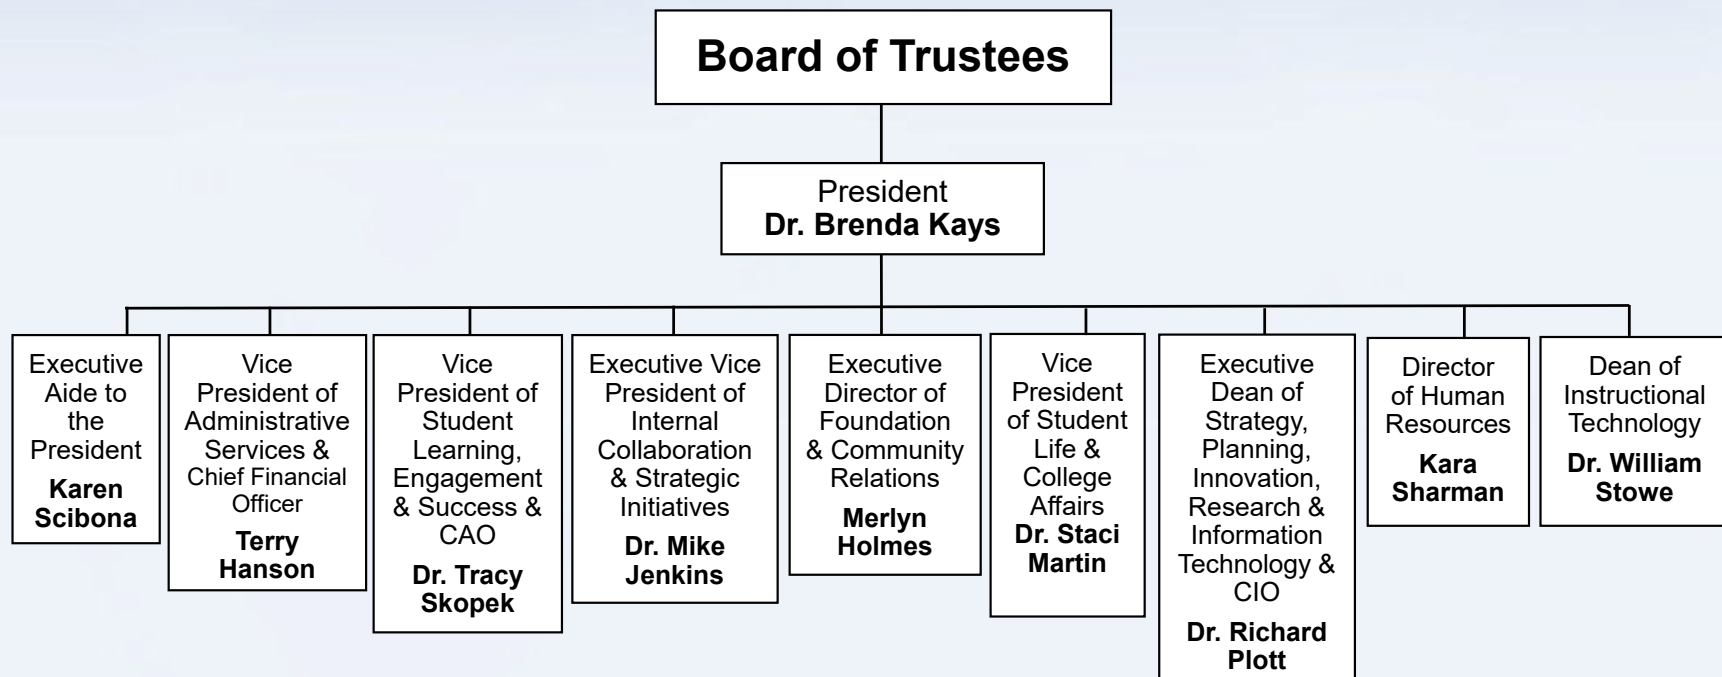 Board of Trustees
President
Dr. Brenda Kays
Executive
Aide to
the
President
Karen
Scibona
Vice
President of
Administrative
Services &
Chief Financial
Officer
Terry
Hanson
Vice
President of
Student
Learning,
Engagement
& Success &
CAO
Dr. Tracy
Skopek
Executive Vice
President of
Internal
Collaboration
& Strategic
Initiatives
Dr. Mike
Jenkins
Executive
Director of
Foundation
& Community
Relations
Merlyn
Holmes
Vice
President
of Student
Life &
College
Affairs
Dr. Staci
Martin
Executive
Dean of
Strategy,
Planning,
Innovation,
Research &
Information
Technology &
CIO
Dr. Richard
Plott
Director
of Human
Resources
Kara
Sharman
Dean of
Instructional
Technology
Dr. William
Stowe